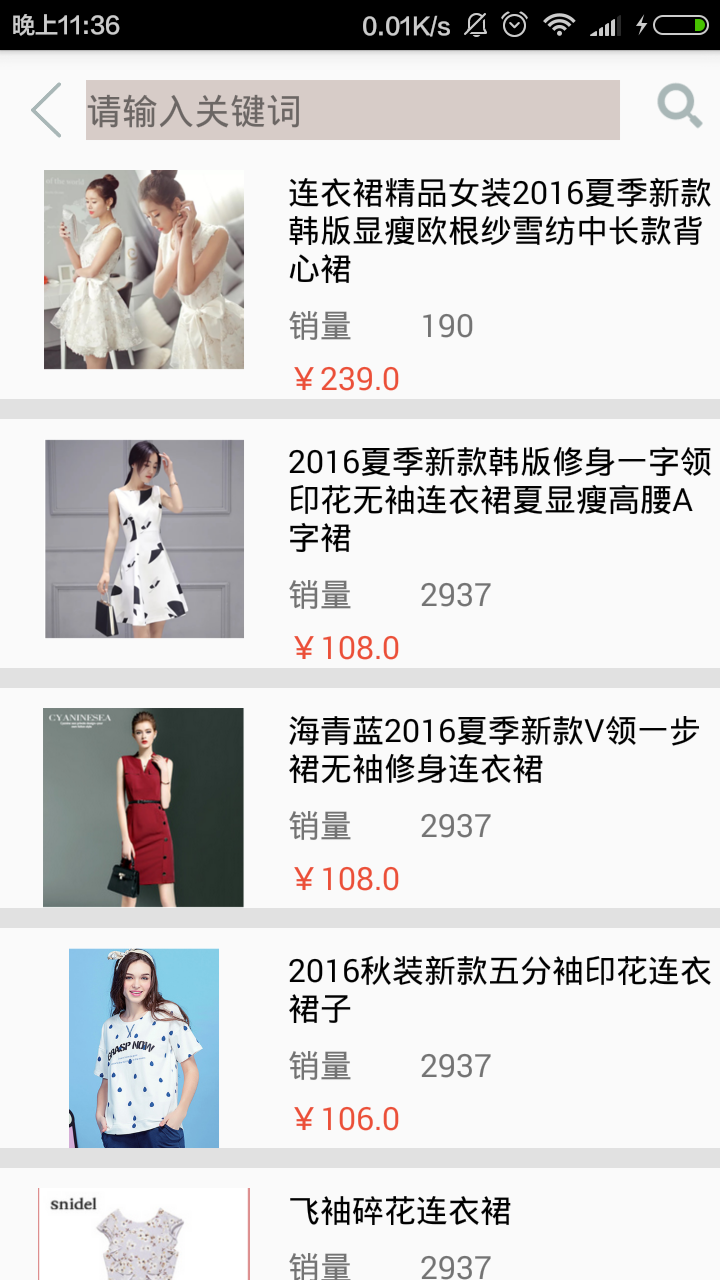 晚上11:36
0.01K/s
请输入关键词
of the world
连衣裙精品女装2016夏季新款
韩版显瘦欧根纱雪纺中长款背
心裙
销量 190
￥239.0
2016夏季新款韩版修身一字领
印花无袖连衣裙夏显瘦高腰A
字裙
销量 2937
￥108.0
CYANINESEA
海青蓝2016夏季新款V领一步
裙无袖修身连衣裙
销量 2937
￥108.0
2016秋装新款五分袖印花连衣
裙子
销量 2937
￥106.0
snidel
飞袖碎花连衣裙
销量 2937